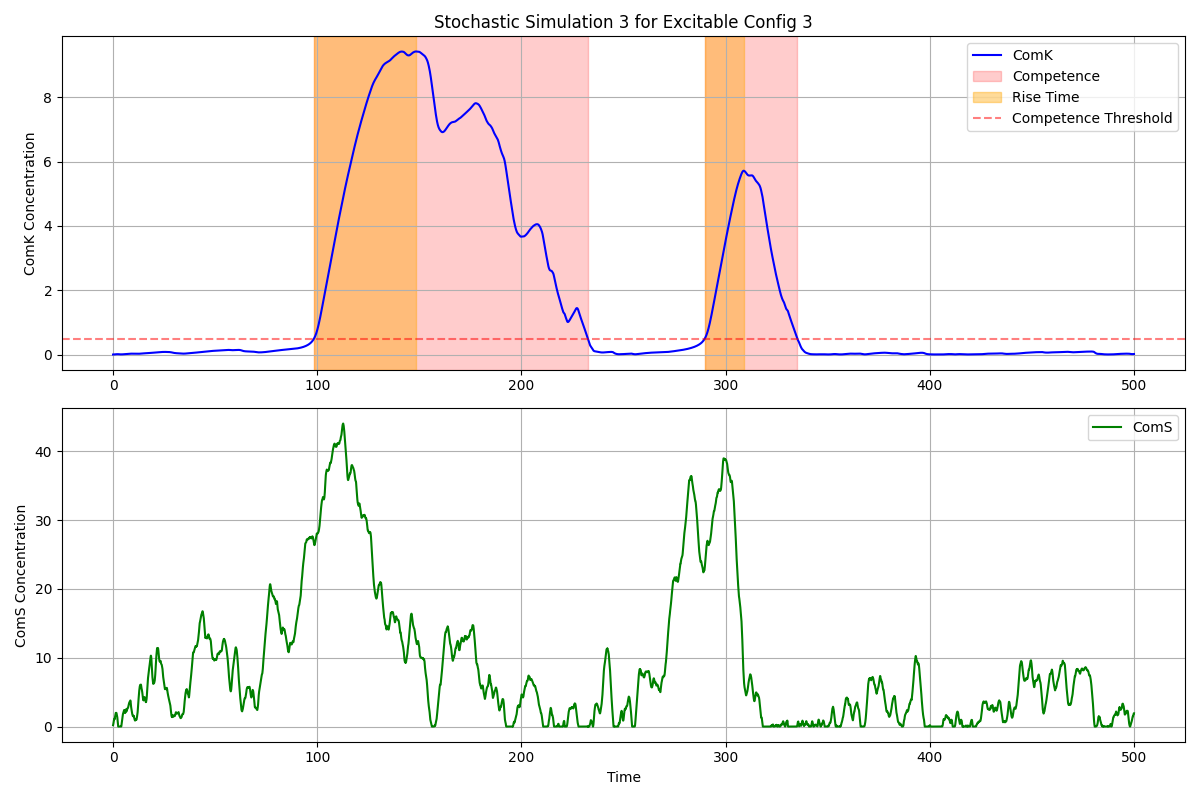 Stochastic Simulation 3 for Excitable Config 3
ComK Concentration
8
6
4
2
0
ComK
Competence
Rise Time
Competence Threshold
0 100 200 300 400 500
ComS Concentration
40
30
20
10
0
ComS
0 100 200 300 400 500
Time